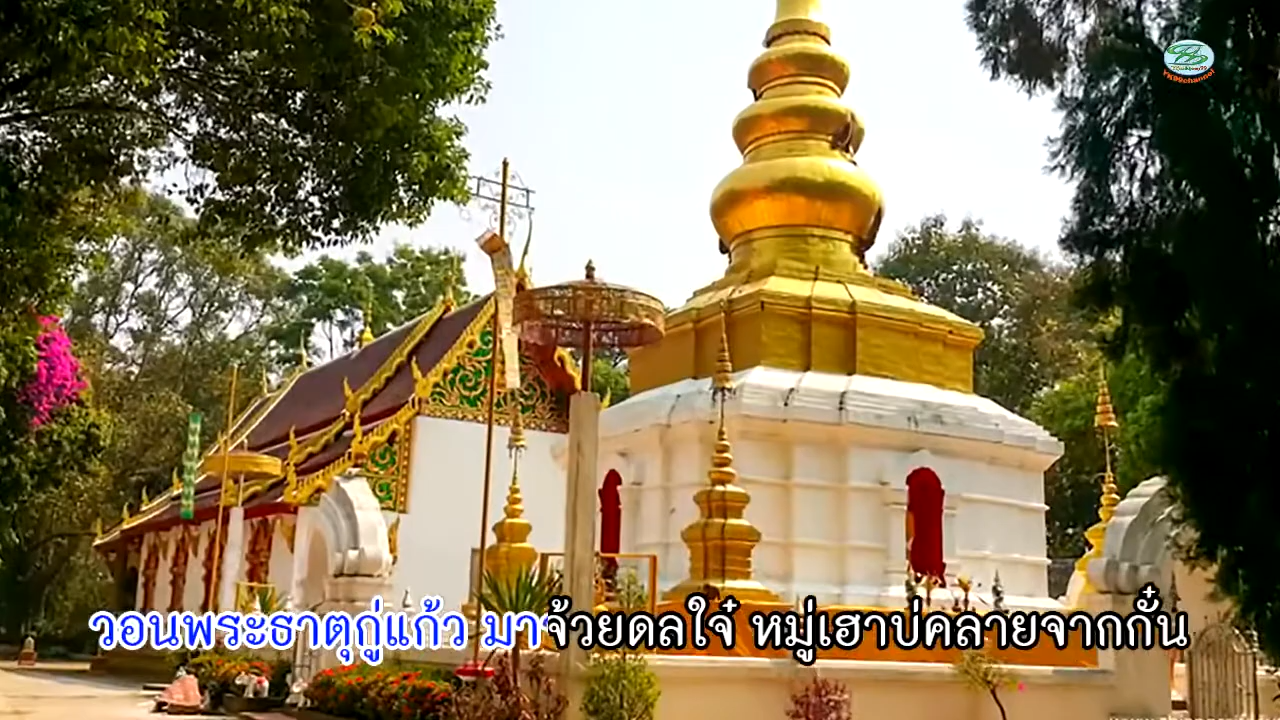 YKB9channel
วอนพระธาตุกู่แก้ว มาจ้วยดลใจ๋ หมู่เฮาบ่คลายจากกั๋น